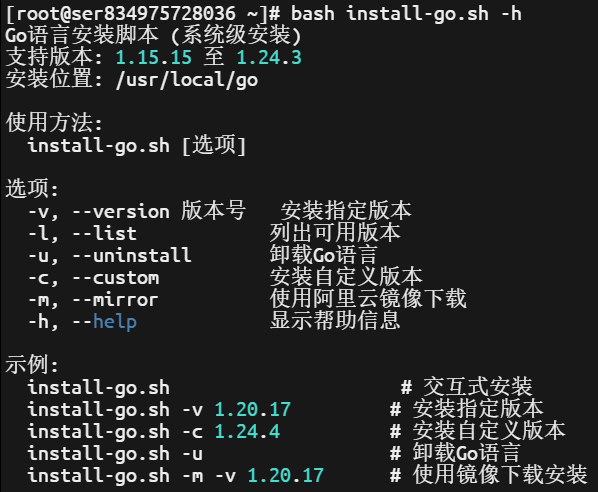 [root@ser834975728036 ~]# bash install-go.sh -h
Go语言安装脚本 (系统级安装)
支持版本: 1.15.15 至 1.24.3
安装位置: /usr/local/go
使用方法:
install-go.sh [选项]
选项:
-v, --version 版本号 安装指定版本
-l, --list 列出可用版本
-u, --uninstall 卸载Go语言
-c, --custom 安装自定义版本
-m, --mirror 使用阿里云镜像下载
-h, --help 显示帮助信息
示例:
install-go.sh # 交互式安装
install-go.sh -v 1.20.17 # 安装指定版本
install-go.sh -c 1.24.4 # 安装自定义版本
install-go.sh -u # 卸载Go语言
install-go.sh -m -v 1.20.17 # 使用镜像下载安装